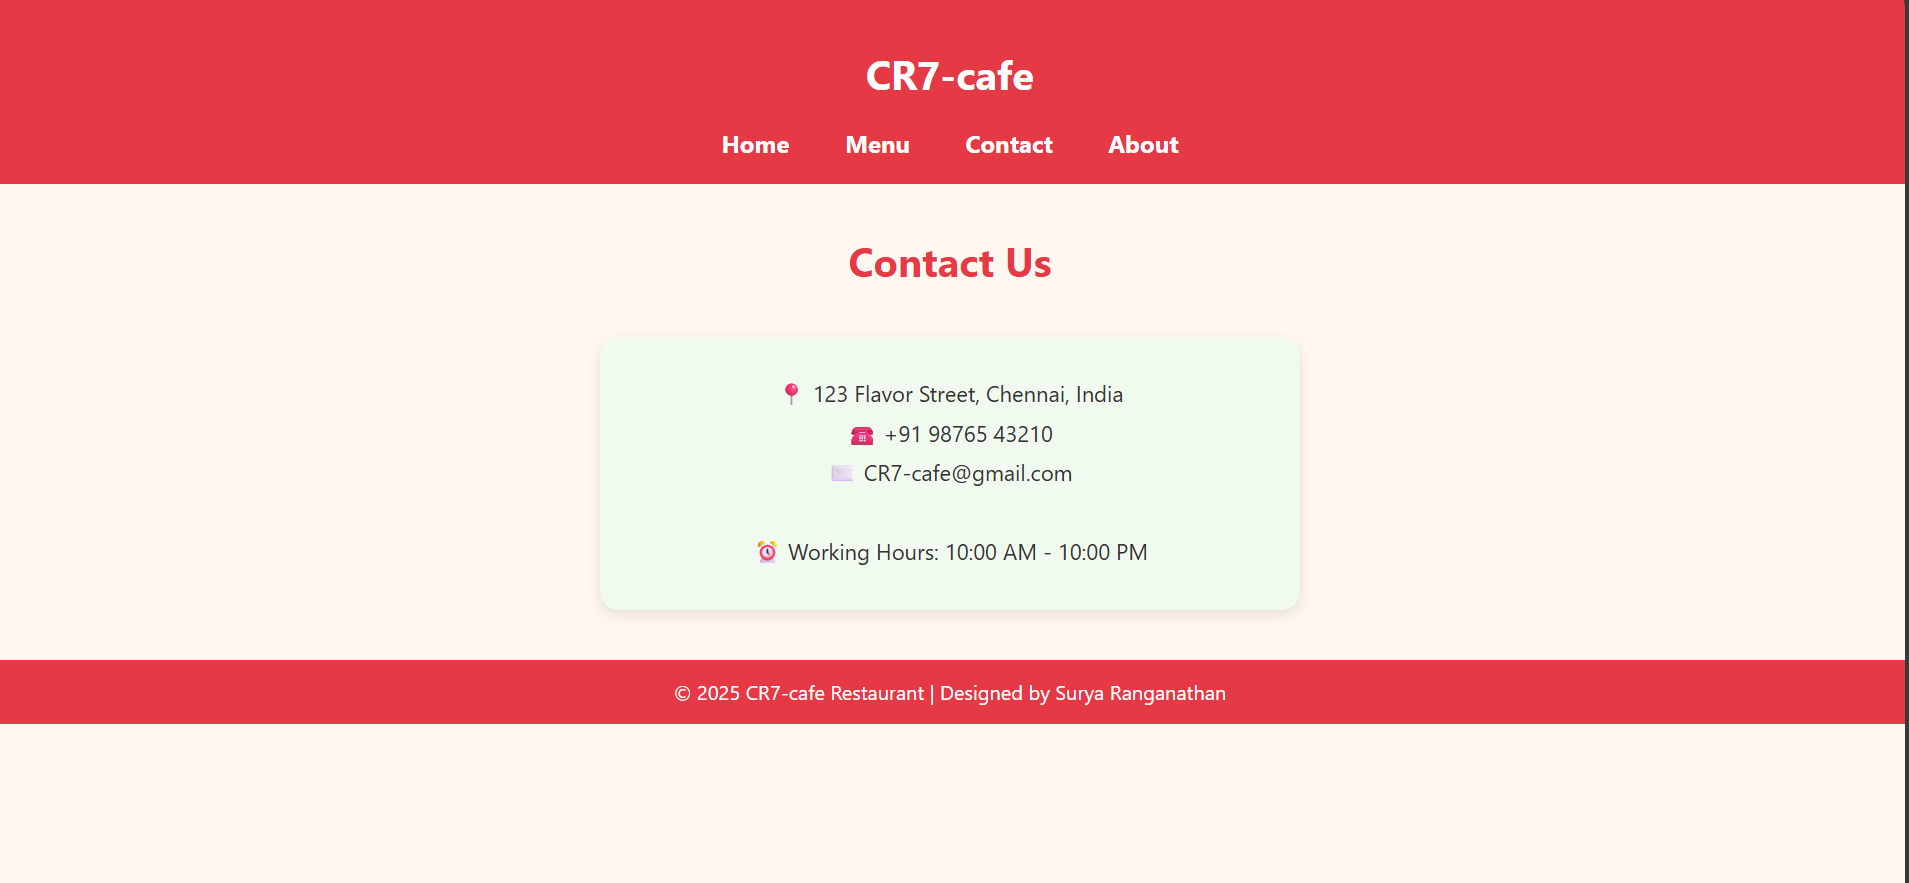 CR7-cafe
Home Menu Contact About
Contact Us
📍 123 Flavor Street, Chennai, India
☎️ +91 98765 43210
✉️ CR7-cafe@gmail.com
⏰ Working Hours: 10:00 AM - 10:00 PM
© 2025 CR7-cafe Restaurant | Designed by Surya Ranganathan